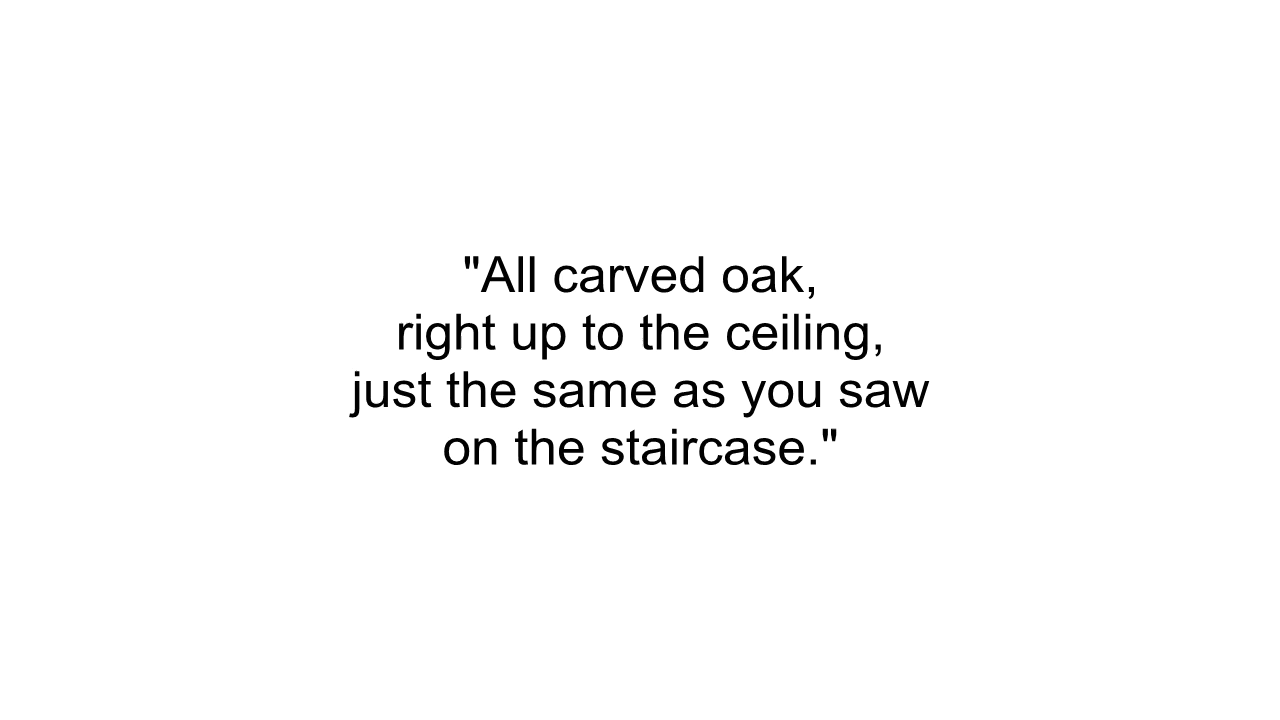 "All carved oak,
right up to the ceiling,
just the same as you saw
on the staircase."